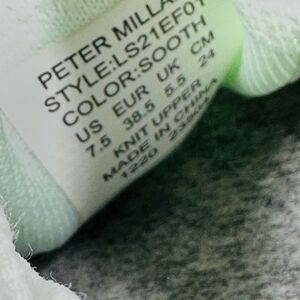 PETER MILLA
STYLE:LS21EF01
COLOR:SOOTH
US EUR UK CM
7.5 38.5 5.5 24
KNIT UPPER
MADE IN CHINA
1220